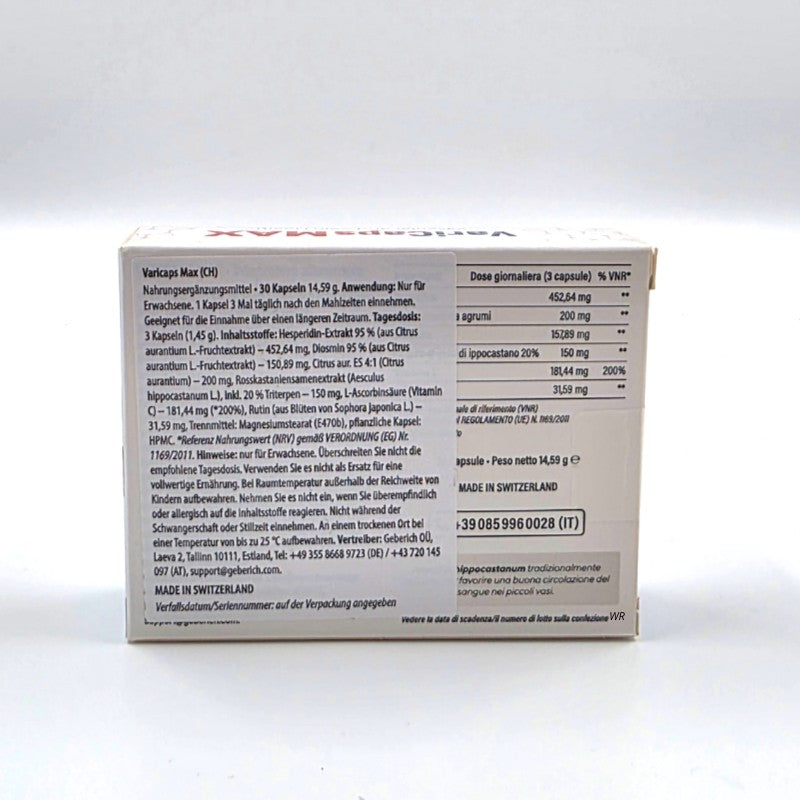 VariCapsMAX
Varicaps Max (CH)
Nahrungsergänzungsmittel • 30 Kapseln 14,59 g. Anwendung: Nur für
Erwachsene. 1 Kapsel 3 Mal täglich nach den Mahlzeiten einnehmen.
Geeignet für die Einnahme über einen längeren Zeitraum. Tagesdosis:
3 Kapseln (1,45 g). Inhaltsstoffe: Hesperidin-Extrakt 95 % (aus Citrus
aurantium L.-Fruchtextrakt) – 452,64 mg, Diosmin 95 % (aus Citrus
aurantium L.-Fruchtextrakt) – 150,89 mg, Citrus aur. ES 4:1 (Citrus
aurantium) – 200 mg, Rosskastaniensamenextrakt (Aesculus
hippocastanum L.), inkl. 20 % Triterpen – 150 mg, L-Ascorbinsäure (Vitamin
C) – 181,44 mg (*200%), Rutin (aus Blüten von Sophora Japonica L.) –
31,59 mg, Trennmittel: Magnesiumstearat (E470b), pflanzliche Kapsel:
HPMC. *Referenz Nahrungswert (NRV) gemäß VERORDNUNG (EG) Nr.
1169/2011. Hinweise: nur für Erwachsene. Überschreiten Sie nicht die
empfohlene Tagesdosis. Verwenden Sie es nicht als Ersatz für eine
vollwertige Ernährung. Bei Raumtemperatur außerhalb der Reichweite von
Kindern aufbewahren. Nehmen Sie es nicht ein, wenn Sie überempfindlich
oder allergisch auf die Inhaltsstoffe reagieren. Nicht während der
Schwangerschaft oder Stillzeit einnehmen. An einem trockenen Ort bei
einer Temperatur von bis zu 25 °C aufbewahren. Vertreiber: Geberich OÜ,
Laeva 2, Tallinn 10111, Estland, Tel: +49 355 8668 9723 (DE) / +43 720 145
097 (AT), support@geberich.com.
MADE IN SWITZERLAND
Verfallsdatum/Seriennummer: auf der Verpackung angegeben
Dose giornaliera (3 capsule) % VNR*
452,64 mg **
agrumi 200 mg **
157,89 mg **
di ippocastano 20% 150 mg **
181,44 mg 200%
31,59 mg **
di riferimento (VNR)
REGOLAMENTO (UE) N. 1169/2011
apsule • Peso netto 14,59 g e
MADE IN SWITZERLAND
+39 085 996 0028 (IT)
hippocastanum tradizionalmente
favorire una buona circolazione del
sangue nei piccoli vasi.
Vedere la data di scadenza/il numero di lotto sulla confezione WR